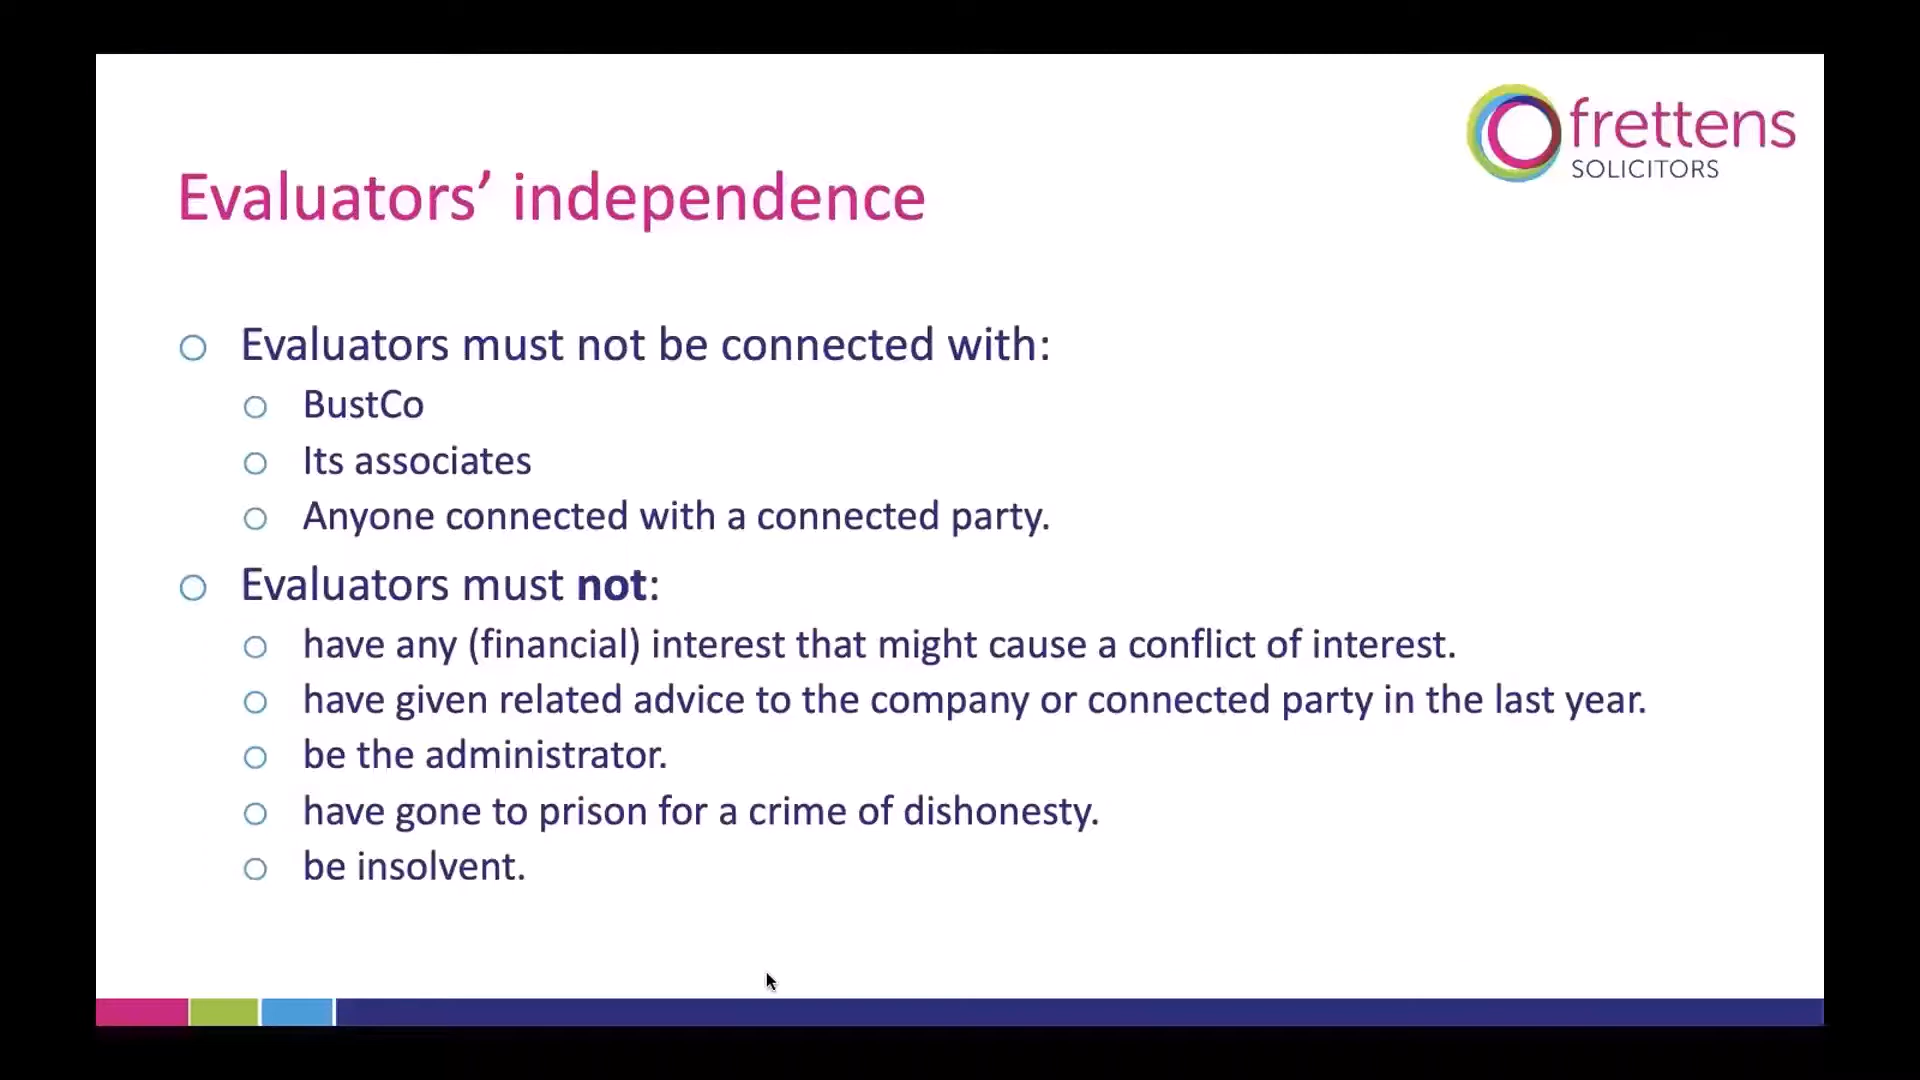 frettens
SOLICITORS
Evaluators’ independence
Evaluators must not be connected with:
BustCo
Its associates
Anyone connected with a connected party.
Evaluators must not:
have any (financial) interest that might cause a conflict of interest.
have given related advice to the company or connected party in the last year.
be the administrator.
have gone to prison for a crime of dishonesty.
be insolvent.